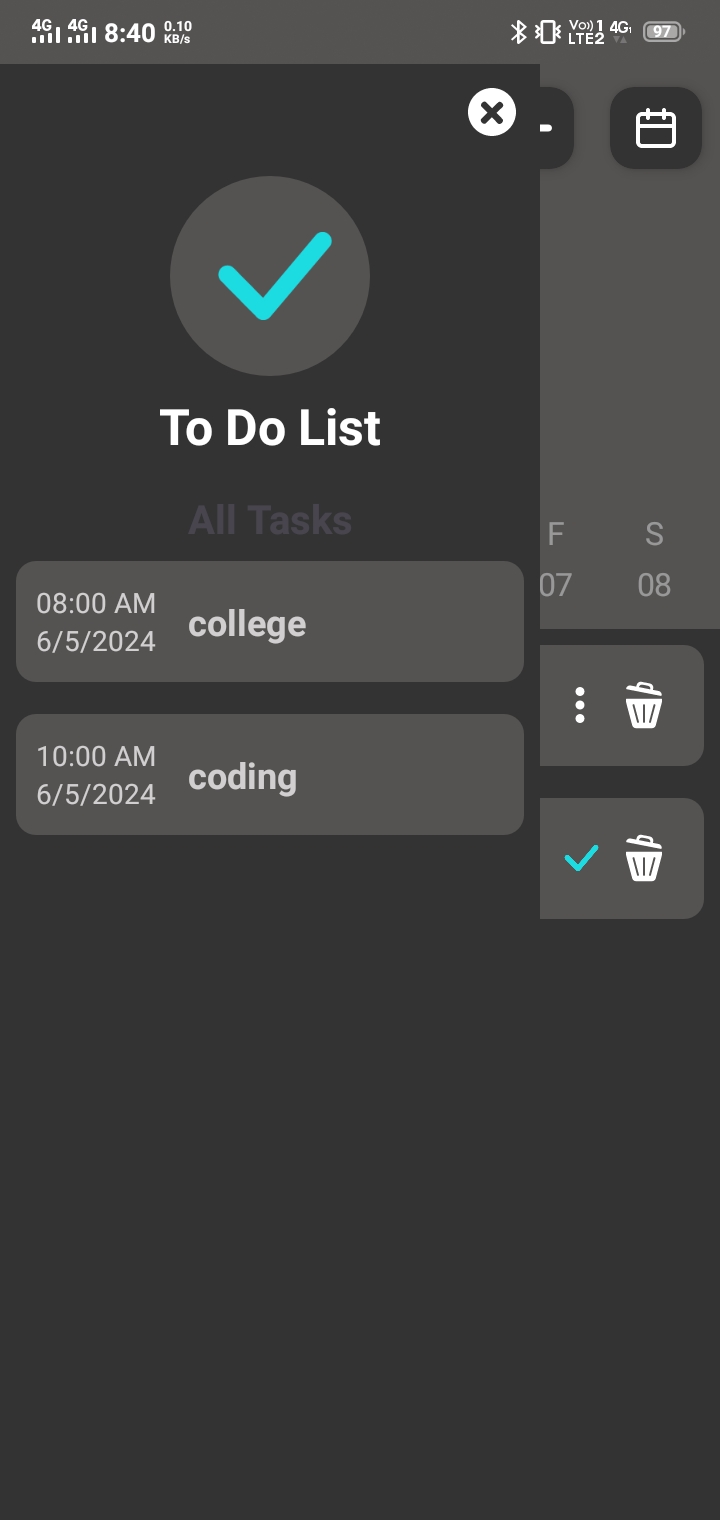 4G 4G 8:40 0.10 KB/s Vo)) 1 LTE2 4G 97
To Do List
All Tasks
F S
07 08
08:00 AM
6/5/2024
college
10:00 AM
6/5/2024
coding